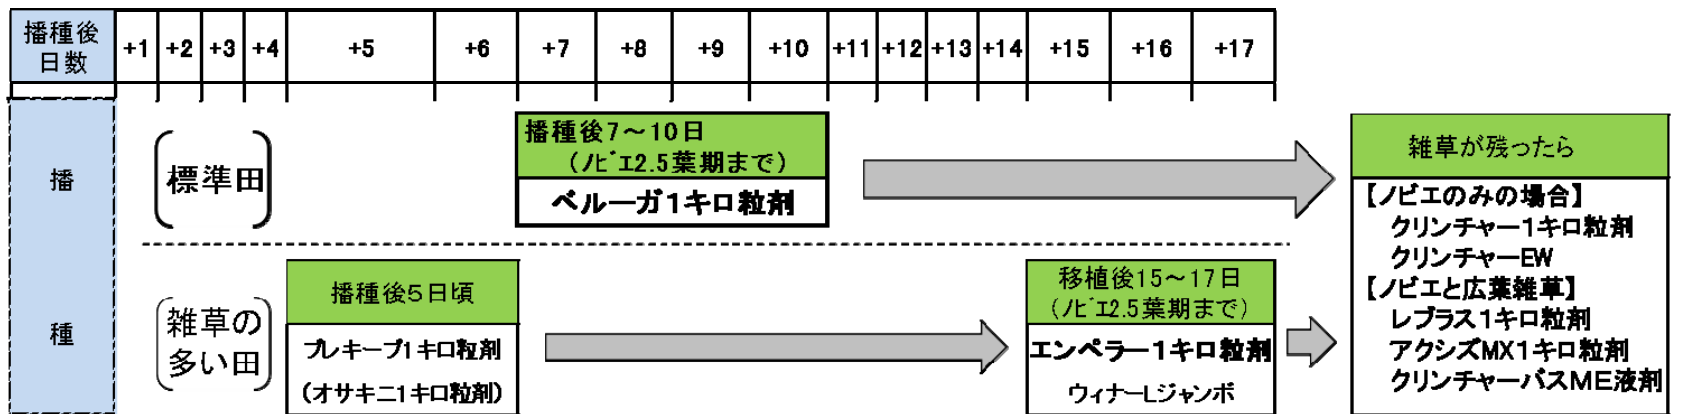 播種後
日数
+1 +2 +3 +4 +5 +6 +7 +8 +9 +10 +11 +12 +13 +14 +15 +16 +17
播
種
標準田
播種後7～10日
(ﾉﾋﾞｴ2.5葉期まで)
ベルーガ1キロ粒剤
雑草の
多い田
播種後5日頃
プレキープ1キロ粒剤
(オサキニ1キロ粒剤)
移植後15～17日
(ﾉﾋﾞｴ2.5葉期まで)
エンペラー1キロ粒剤
ウィナーLジャンボ
雑草が残ったら
【ノビエのみの場合】
クリンチャー1キロ粒剤
クリンチャーEW
【ノビエと広葉雑草】
レブラス1キロ粒剤
アクシズMX1キロ粒剤
クリンチャーバスME液剤